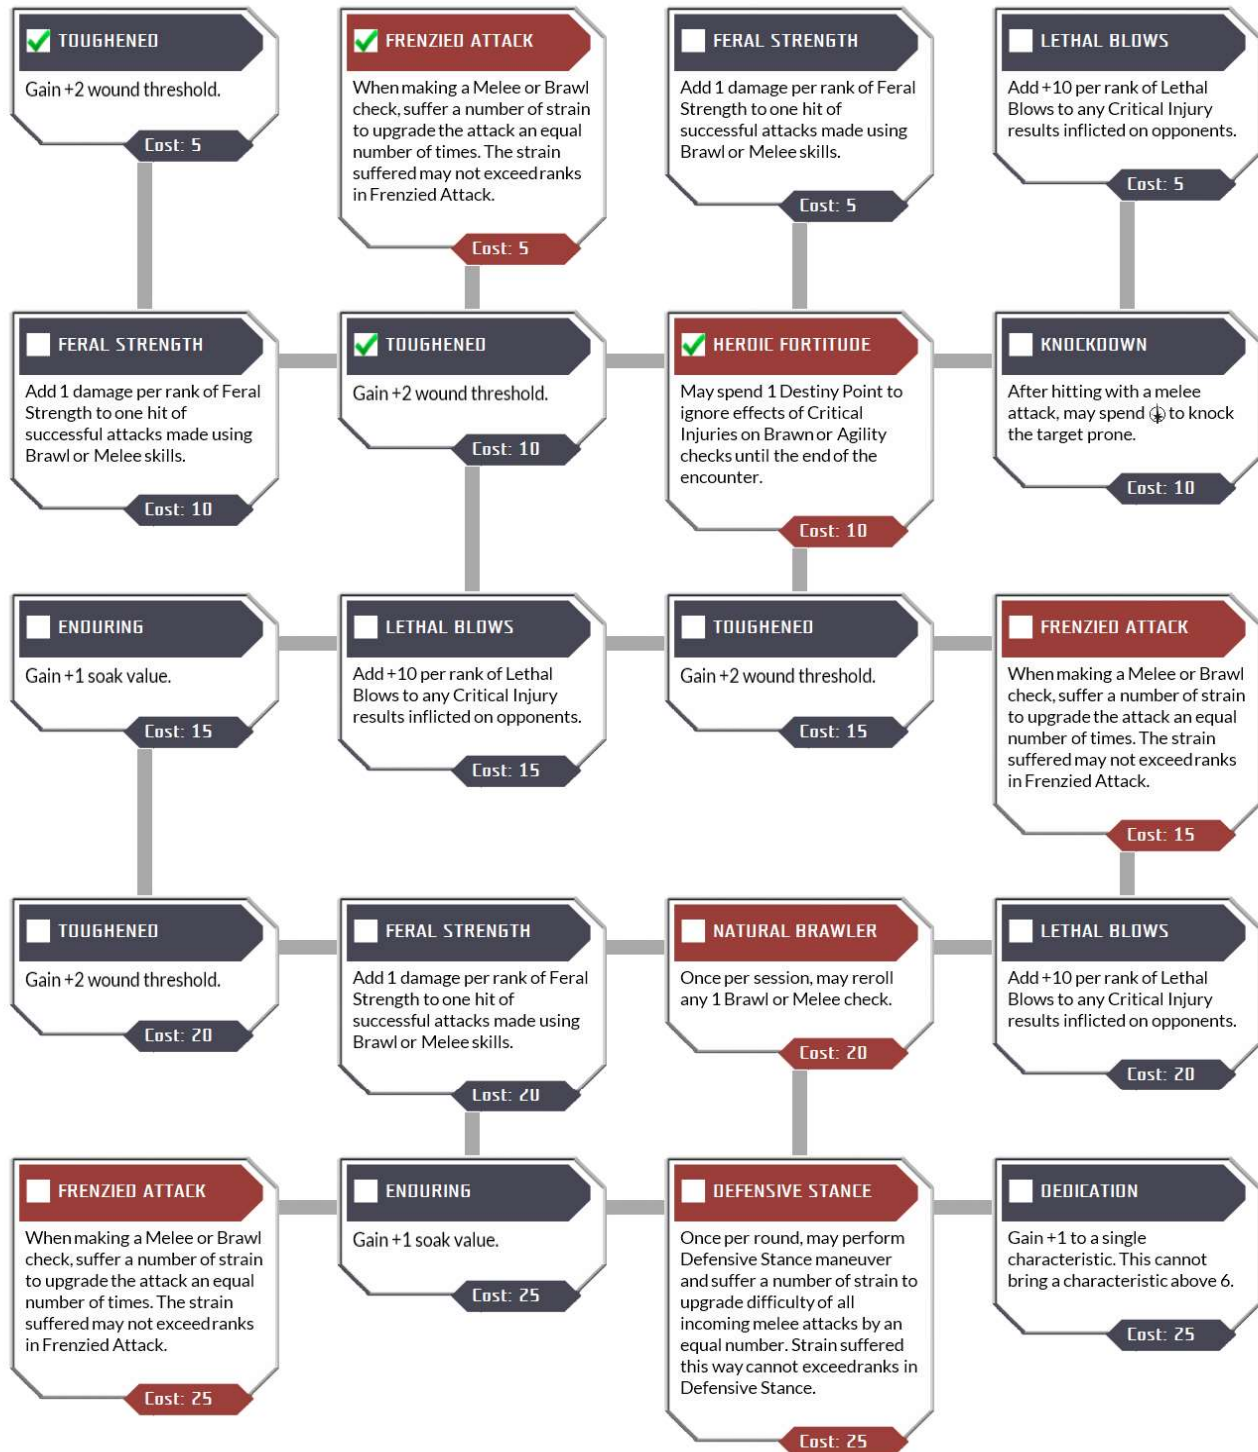 TOUGHENED
Gain +2 wound threshold.
Cost: 5
FRENZIED ATTACK
When making a Melee or Brawl
check, suffer a number of strain
to upgrade the attack an equal
number of times. The strain
suffered may not exceed ranks
in Frenzied Attack.
Cost: 5
FERAL STRENGTH
Add 1 damage per rank of Feral
Strength to one hit of
successful attacks made using
Brawl or Melee skills.
Cost: 5
LETHAL BLOWS
Add +10 per rank of Lethal
Blows to any Critical Injury
results inflicted on opponents.
Cost: 5
FERAL STRENGTH
Add 1 damage per rank of Feral
Strength to one hit of
successful attacks made using
Brawl or Melee skills.
Cost: 10
TOUGHENED
Gain +2 wound threshold.
Cost: 10
HEROIC FORTITUDE
May spend 1 Destiny Point to
ignore effects of Critical
Injuries on Brawn or Agility
checks until the end of the
encounter.
Cost: 10
KNOCKDOWN
After hitting with a melee
attack, may spend to knock
the target prone.
Cost: 10
ENDURING
Gain +1 soak value.
Cost: 15
LETHAL BLOWS
Add +10 per rank of Lethal
Blows to any Critical Injury
results inflicted on opponents.
Cost: 15
TOUGHENED
Gain +2 wound threshold.
Cost: 15
FRENZIED ATTACK
When making a Melee or Brawl
check, suffer a number of strain
to upgrade the attack an equal
number of times. The strain
suffered may not exceed ranks
in Frenzied Attack.
Cost: 15
TOUGHENED
Gain +2 wound threshold.
Cost: 20
FERAL STRENGTH
Add 1 damage per rank of Feral
Strength to one hit of
successful attacks made using
Brawl or Melee skills.
Cost: 20
NATURAL BRAWLER
Once per session, may reroll
any 1 Brawl or Melee check.
Cost: 20
LETHAL BLOWS
Add +10 per rank of Lethal
Blows to any Critical Injury
results inflicted on opponents.
Cost: 20
FRENZIED ATTACK
When making a Melee or Brawl
check, suffer a number of strain
to upgrade the attack an equal
number of times. The strain
suffered may not exceed ranks
in Frenzied Attack.
Cost: 25
ENDURING
Gain +1 soak value.
Cost: 25
DEFENSIVE STANCE
Once per round, may perform
Defensive Stance maneuver
and suffer a number of strain to
upgrade difficulty of all
incoming melee attacks by an
equal number. Strain suffered
this way cannot exceed ranks in
Defensive Stance.
Cost: 25
DEDICATION
Gain +1 to a single
characteristic. This cannot
bring a characteristic above 6.
Cost: 25